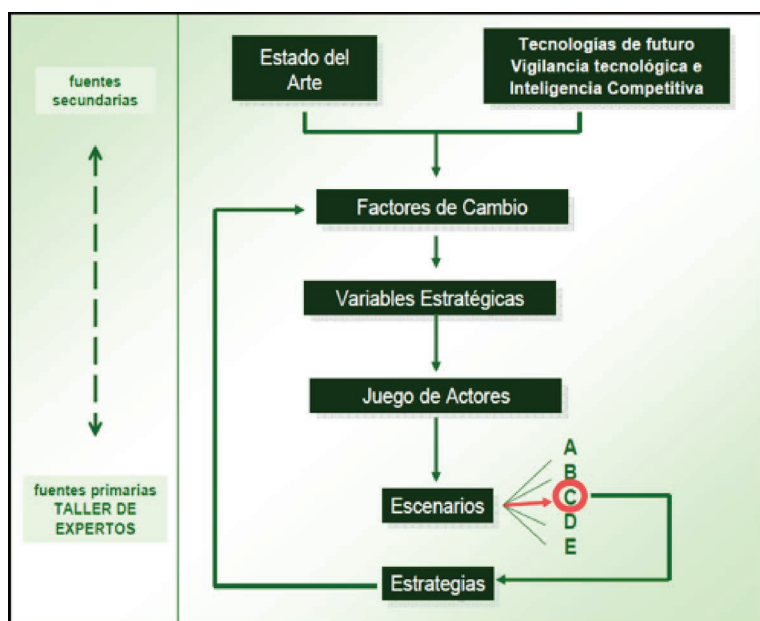 fuentes
secundarias
Estado del
Arte
Tecnologías de futuro
Vigilancia tecnológica e
Inteligencia Competitiva
Factores de Cambio
Variables Estratégicas
Juego de Actores
fuentes primarias
TALLER DE
EXPERTOS
Escenarios
A
B
C
D
E
Estrategias